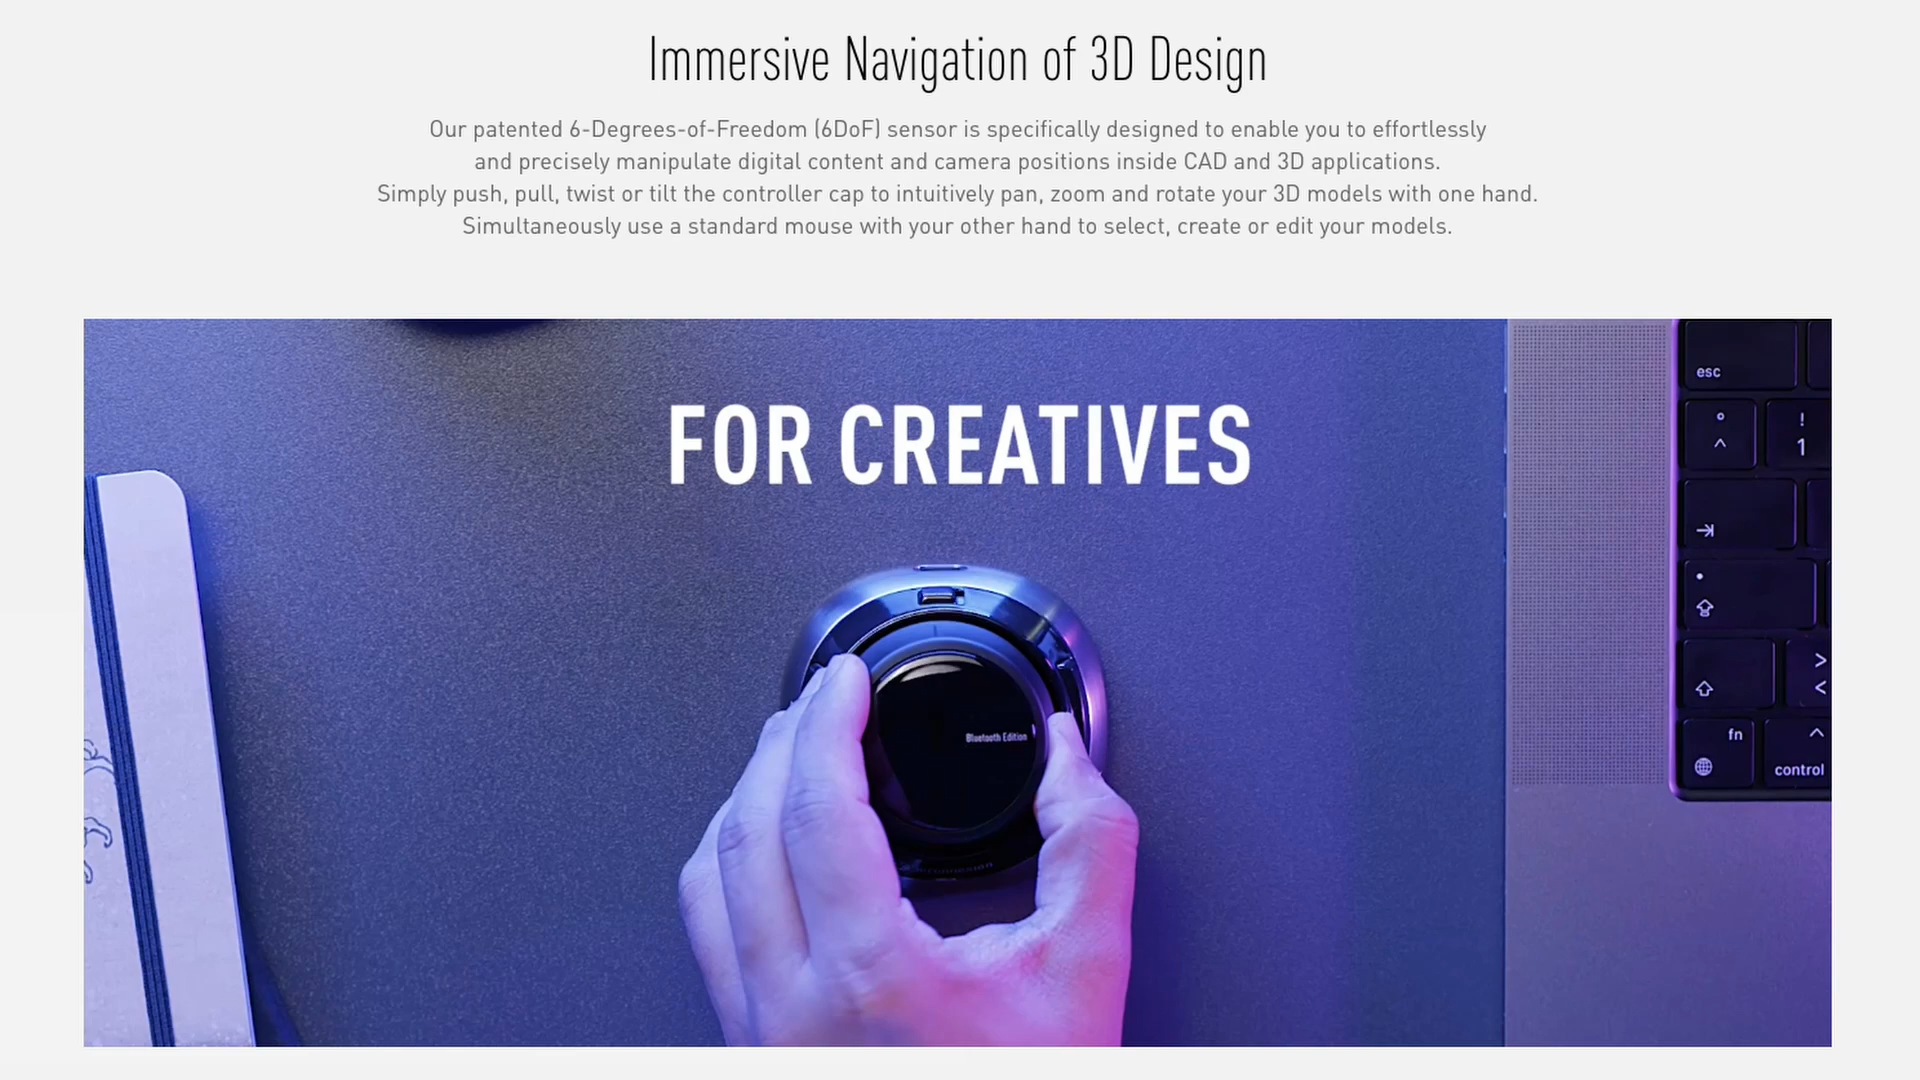 Immersive Navigation of 3D Design
Our patented 6-Degrees-of-Freedom (6DoF) sensor is specifically designed to enable you to effortlessly
and precisely manipulate digital content and camera positions inside CAD and 3D applications.
Simply push, pull, twist or tilt the controller cap to intuitively pan, zoom and rotate your 3D models with one hand.
Simultaneously use a standard mouse with your other hand to select, create or edit your models.
FOR CREATIVES
esc
° !
^ 1
Bluetooth Edition
>
<
fn ^
control